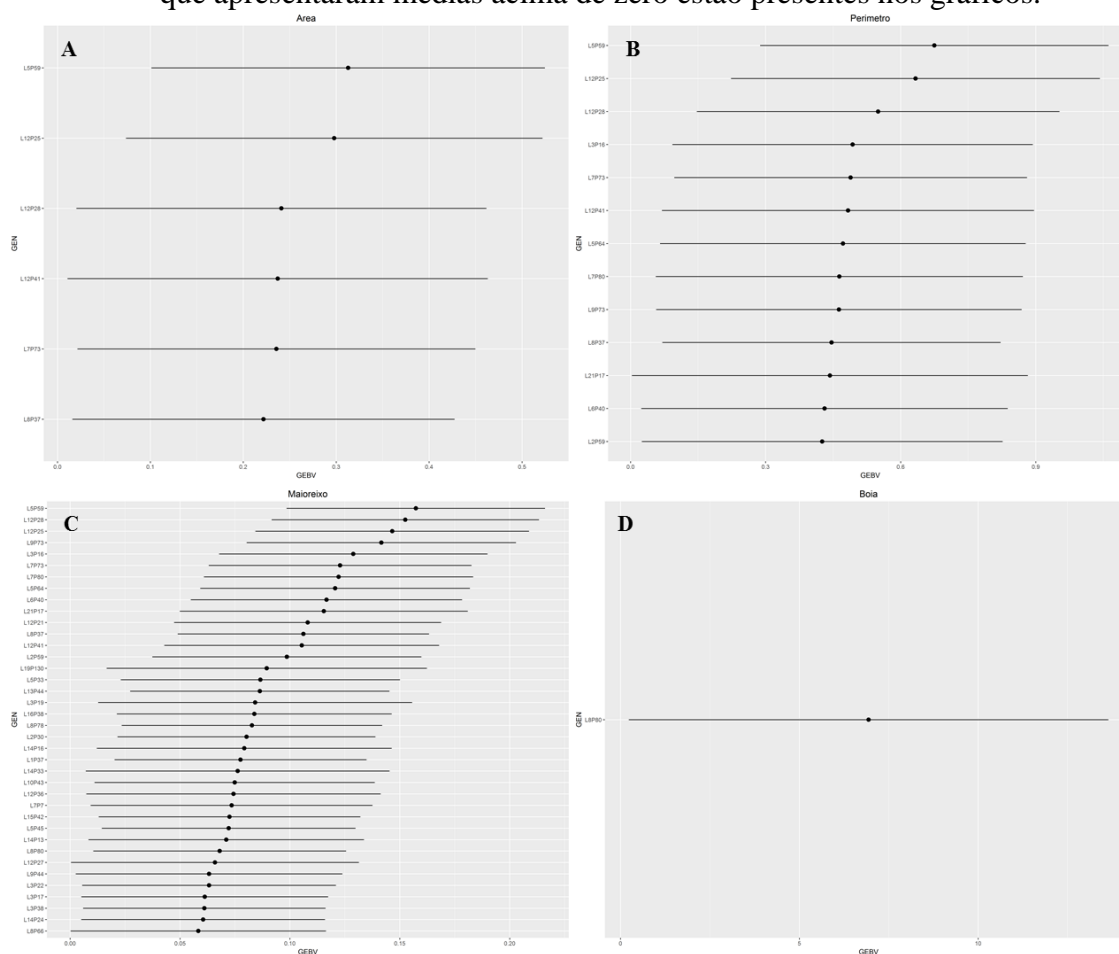 que apresentaram médias acima de zero estão presentes nos gráficos.
Area
A
GEN
L5P59
L12P25
L12P28
L12P41
L7P73
L8P37
0.0 0.1 0.2 0.3 0.4 0.5
GEBV
Perimetro
B
GEN
L5P59
L12P25
L12P28
L3P16
L7P73
L12P41
L5P64
L7P80
L9P73
L8P37
L21P17
L6P40
L2P59
0.0 0.3 0.6 0.9
GEBV
Maioreixo
C
GEN
L5P59
L12P28
L12P25
L9P73
L3P16
L7P73
L7P80
L5P64
L6P40
L21P17
L12P21
L8P37
L12P41
L2P59
L19P130
L5P33
L13P44
L3P19
L16P38
L8P78
L2P30
L14P16
L1P37
L14P33
L10P43
L12P36
L7P7
L15P42
L5P45
L14P13
L8P80
L12P27
L9P44
L3P22
L3P17
L3P38
L14P24
L8P66
0.00 0.05 0.10 0.15 0.20
GEBV
Boia
D
GEN
L8P80
0 5 10
GEBV